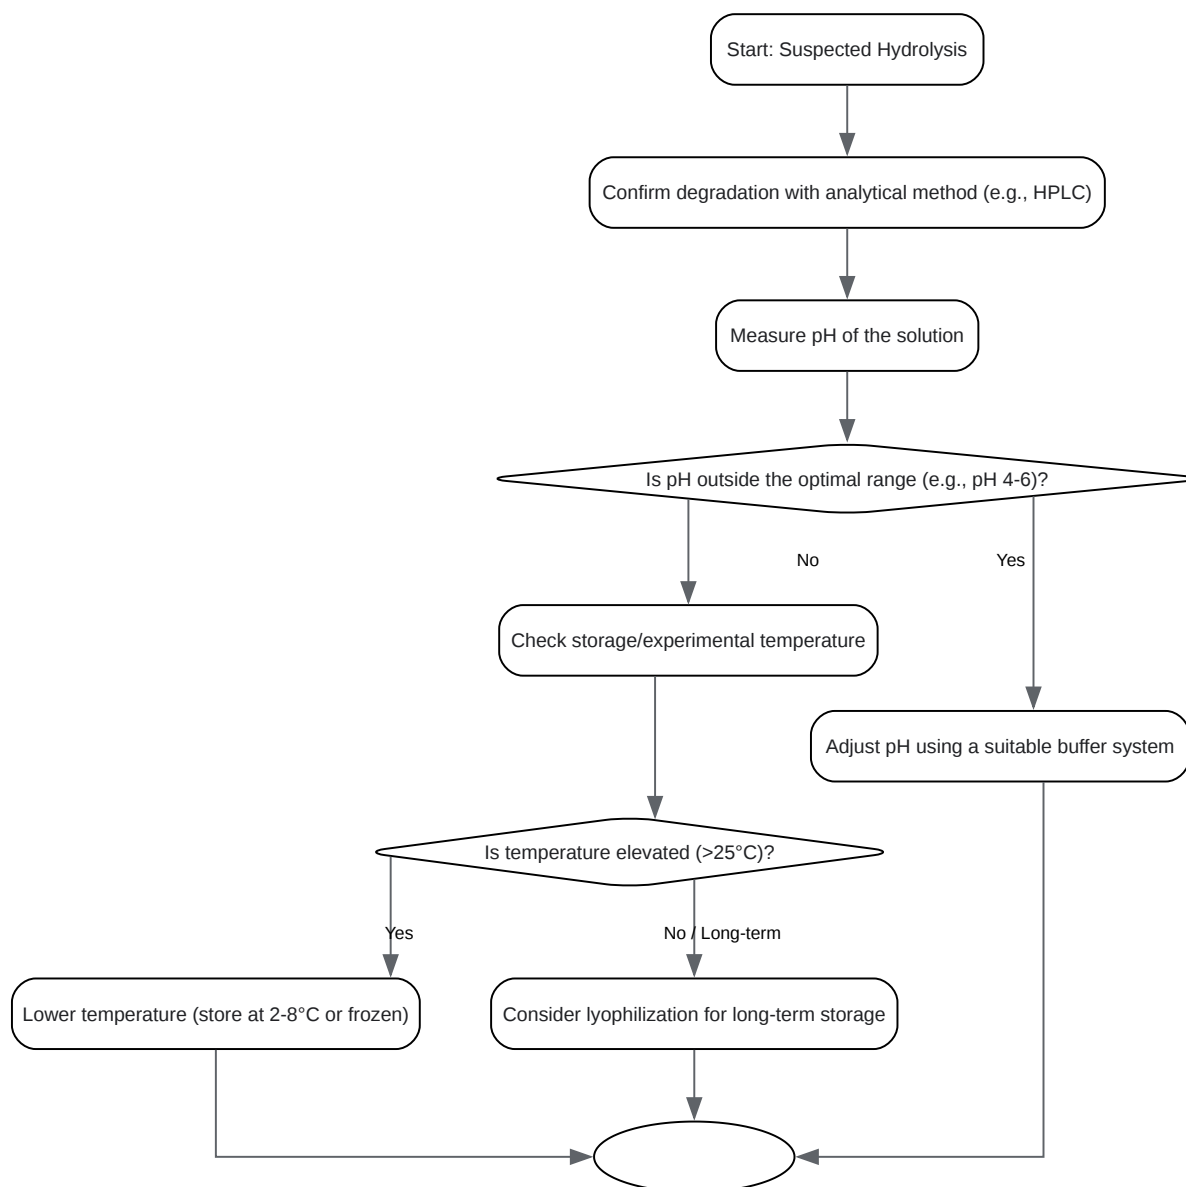 Start: Suspected Hydrolysis
Confirm degradation with analytical method (e.g., HPLC)
Measure pH of the solution
Is pH outside the optimal range (e.g., pH 4-6)?
No
Yes
Check storage/experimental temperature
Adjust pH using a suitable buffer system
Is temperature elevated (>25°C)?
Yes
No / Long-term
Lower temperature (store at 2-8°C or frozen)
Consider lyophilization for long-term storage